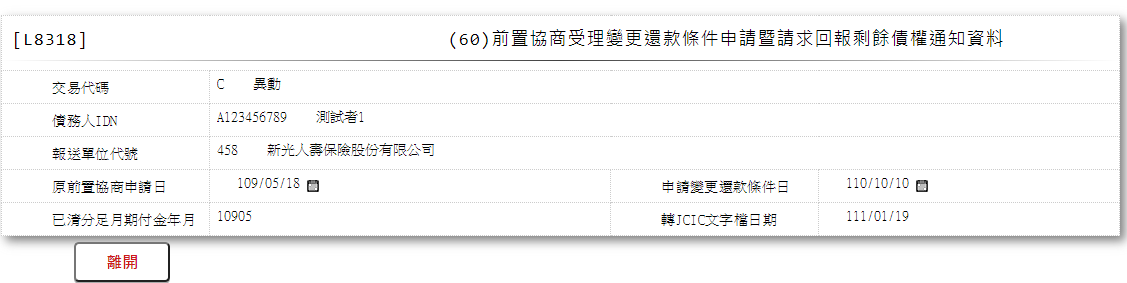 [L8318] (60)前置協商受理變更還款條件申請暨請求回報剩餘債權通知資料
交易代碼 C 異動
債務人IDN A123456789 測試者1
報送單位代號 458 新光人壽保險股份有限公司
原前置協商申請日 109/05/18 申請變更還款條件日 110/10/10
已清分足月期付金年月 10905 轉JCIC文字檔日期 111/01/19
離開